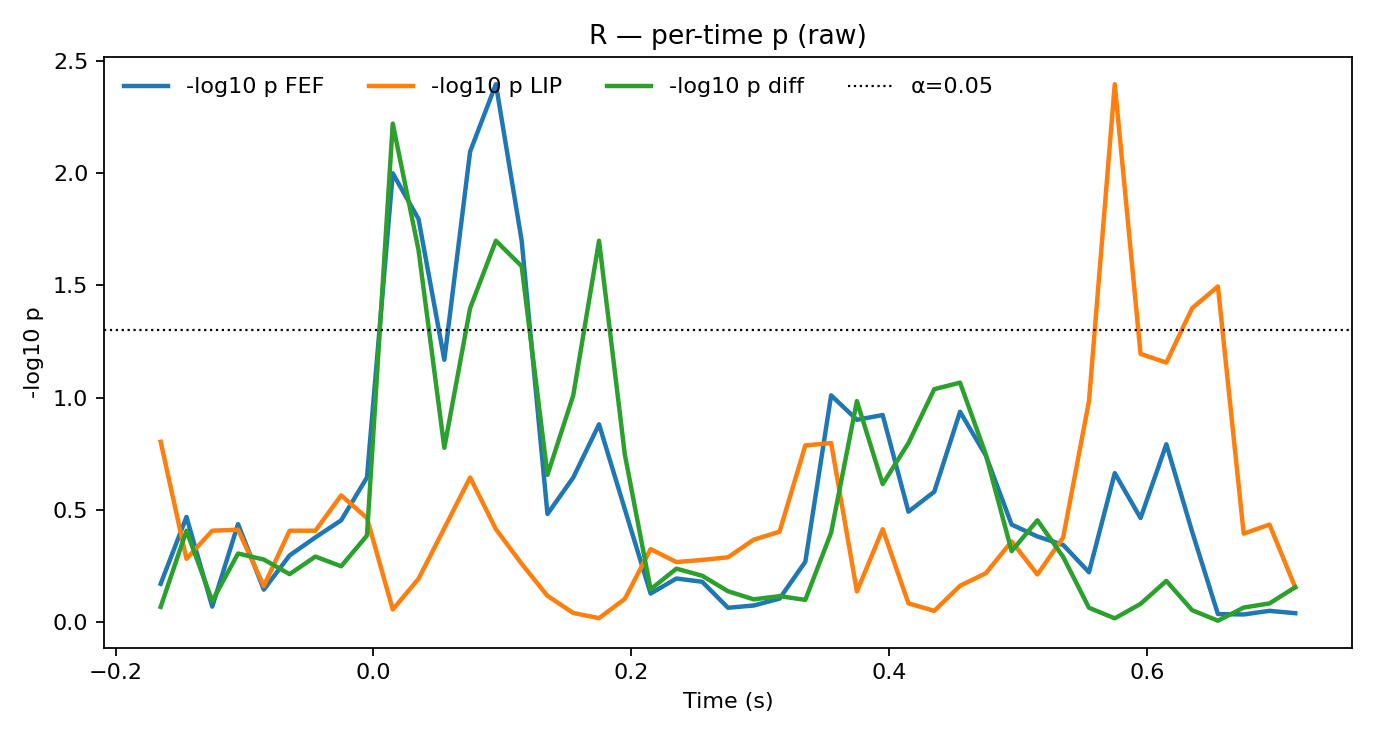 R — per-time p (raw)
-log10 p FEF
-log10 p LIP
-log10 p diff
α=0.05
2.5
2.0
1.5
1.0
0.5
0.0
-log10 p
−0.2
0.0
0.2
0.4
0.6
Time (s)